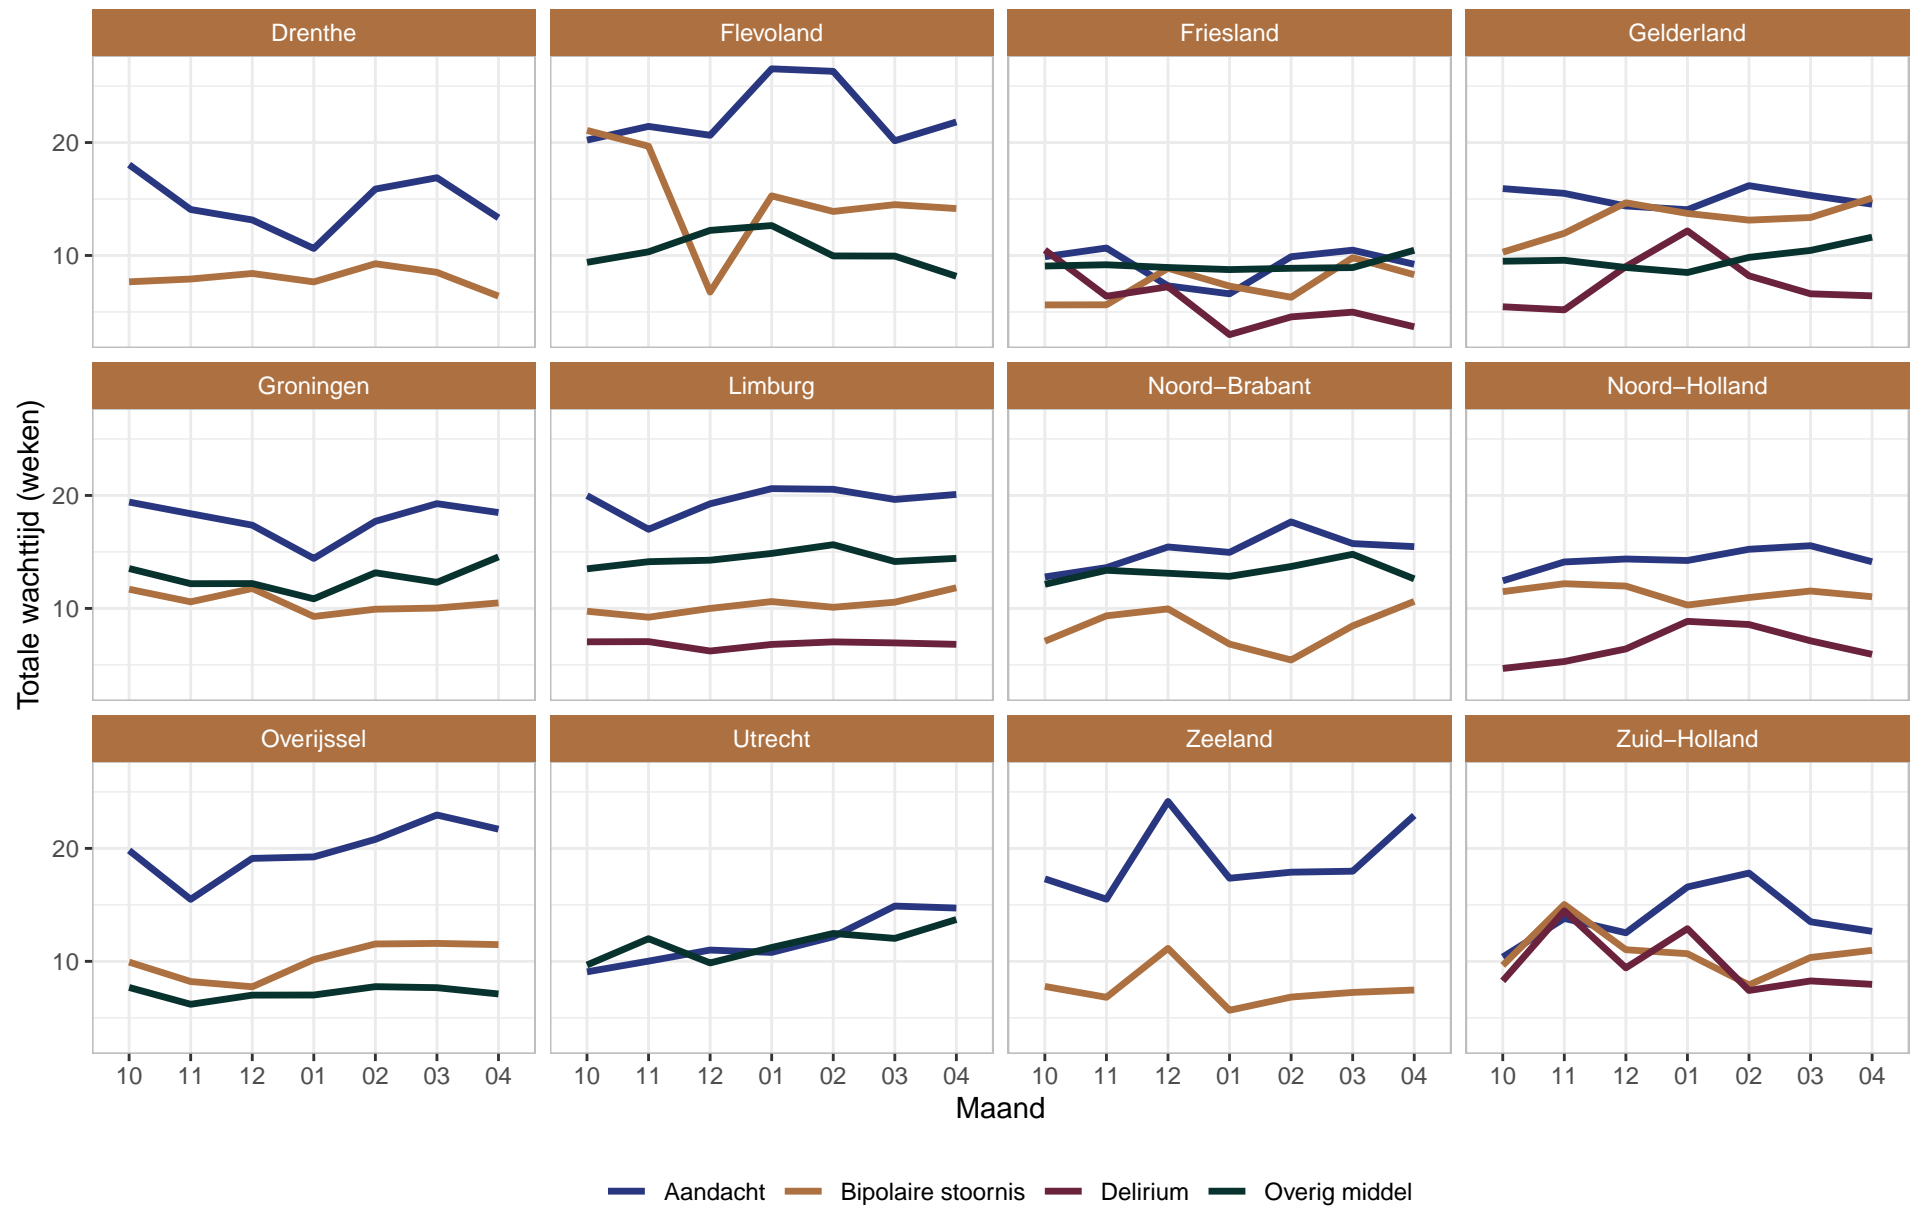 Drenthe Flevoland Friesland Gelderland
20
10
Groningen Limburg Noord−Brabant Noord−Holland
20
10
Totale wachttijd (weken)
Overijssel Utrecht Zeeland Zuid−Holland
20
10
10 11 12 01 02 03 04 10 11 12 01 02 03 04 10 11 12 01 02 03 04 10 11 12 01 02 03 04
Maand
Aandacht Bipolaire stoornis Delirium Overig middel